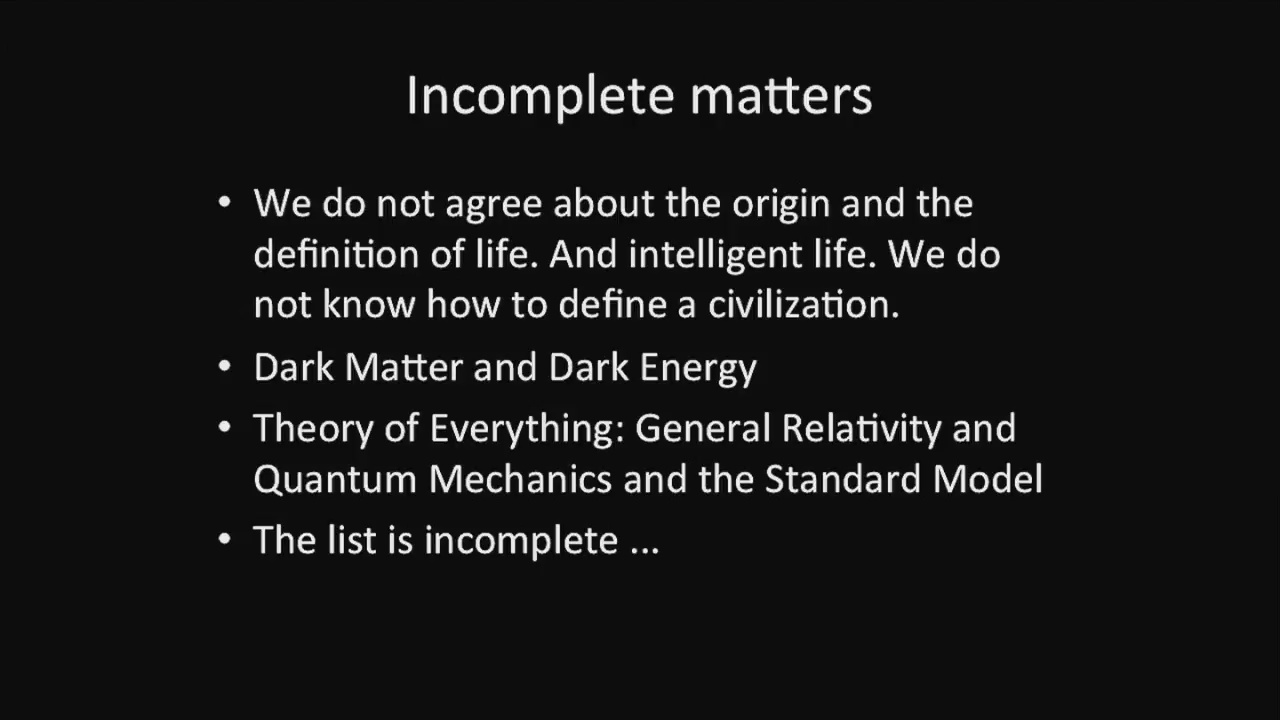 Incomplete matters
• We do not agree about the origin and the
definition of life. And intelligent life. We do
not know how to define a civilization.
• Dark Matter and Dark Energy
• Theory of Everything: General Relativity and
Quantum Mechanics and the Standard Model
• The list is incomplete ...